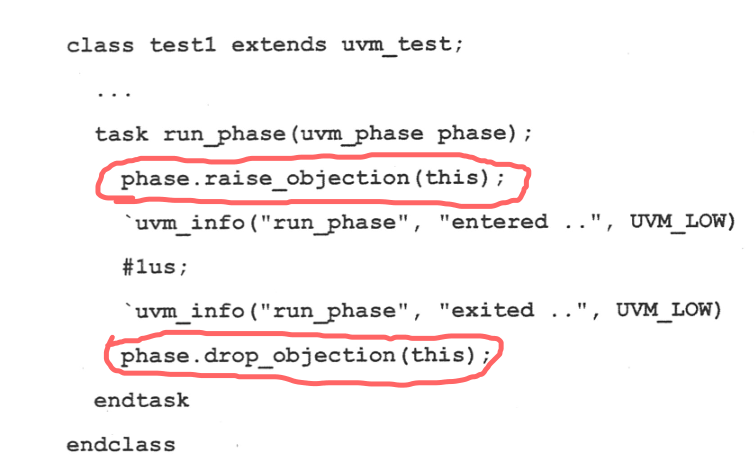 class test1 extends uvm_test;
...
task run_phase(uvm_phase phase);
phase.raise_objection(this);
`uvm_info("run_phase", "entered ..", UVM_LOW)
#1us;
`uvm_info("run_phase", "exited ..", UVM_LOW)
phase.drop_objection(this);
endtask
endclass